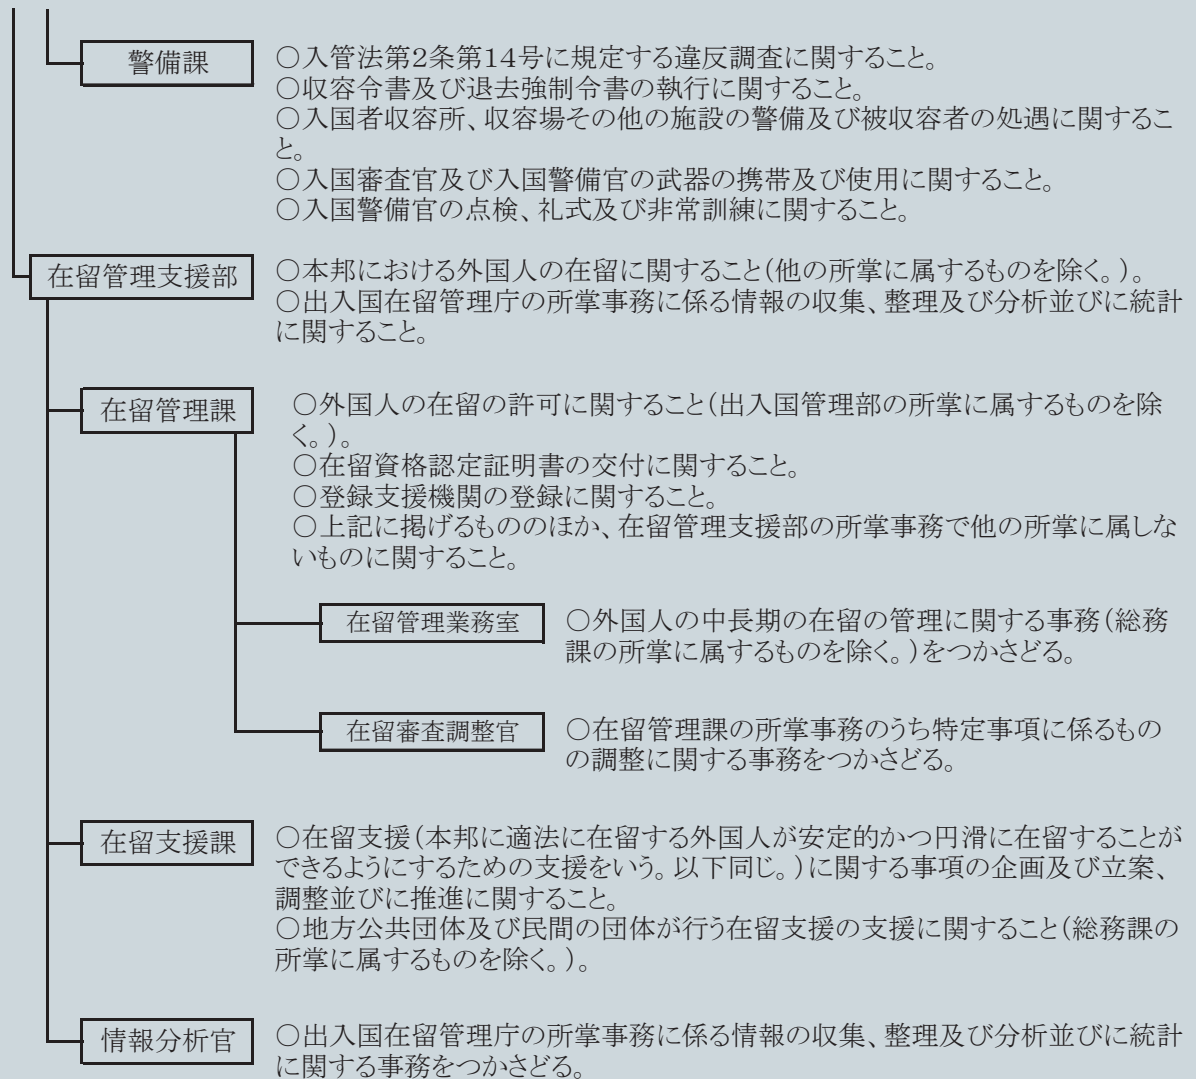 警備課
○入管法第2条第14号に規定する違反調査に関すること。
○収容令書及び退去強制令書の執行に関すること。
○入国者収容所、収容場その他の施設の警備及び被収容者の処遇に関するこ
と。
○入国審査官及び入国警備官の武器の携帯及び使用に関すること。
○入国警備官の点検、礼式及び非常訓練に関すること。
在留管理支援部
○本邦における外国人の在留に関すること(他の所掌に属するものを除く。)。
○出入国在留管理庁の所掌事務に係る情報の収集、整理及び分析並びに統計
に関すること。
在留管理課
○外国人の在留の許可に関すること(出入国管理部の所掌に属するものを除
く。)。
○在留資格認定証明書の交付に関すること。
○登録支援機関の登録に関すること。
○上記に掲げるもののほか、在留管理支援部の所掌事務で他の所掌に属しな
いものに関すること。
在留管理業務室
○外国人の中長期の在留の管理に関する事務(総務
課の所掌に属するものを除く。)をつかさどる。
在留審査調整官
○在留管理課の所掌事務のうち特定事項に係るもの
の調整に関する事務をつかさどる。
在留支援課
○在留支援(本邦に適法に在留する外国人が安定的かつ円滑に在留することが
できるようにするための支援をいう。以下同じ。)に関する事項の企画及び立案、
調整並びに推進に関すること。
○地方公共団体及び民間の団体が行う在留支援の支援に関すること(総務課の
所掌に属するものを除く。)。
情報分析官
○出入国在留管理庁の所掌事務に係る情報の収集、整理及び分析並びに統計
に関する事務をつかさどる。